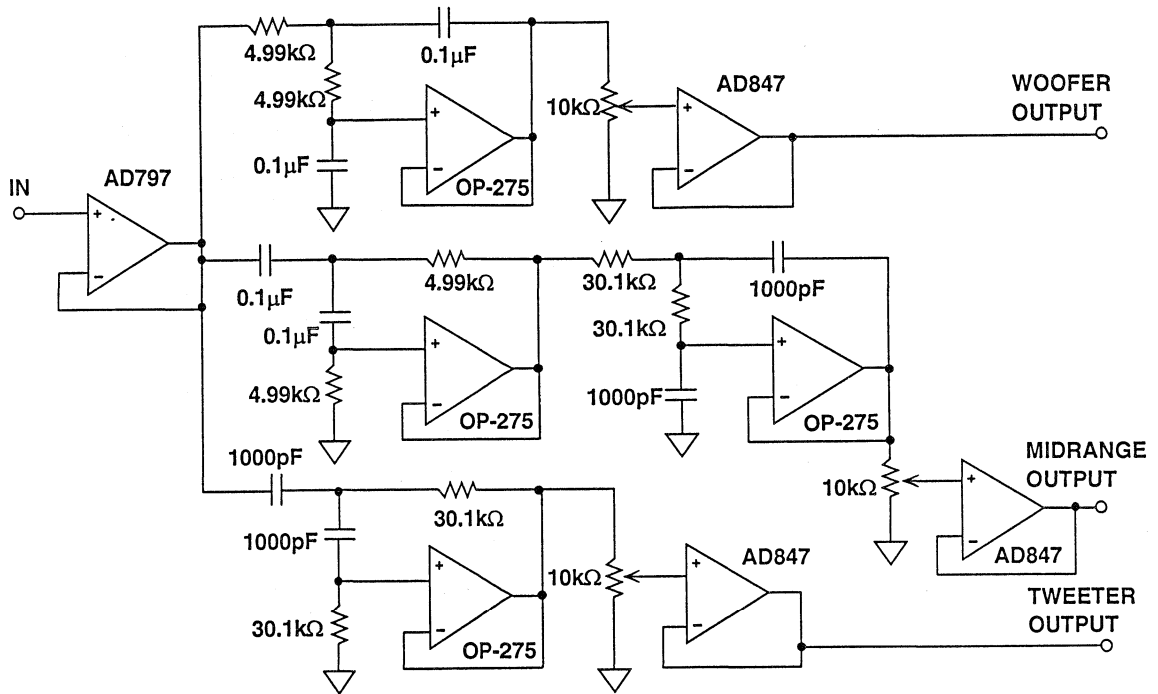 4.99kΩ
0.1μF
4.99kΩ
+
−
0.1μF
OP-275
10kΩ
AD847
+
−
WOOFER
OUTPUT
IN
AD797
+
−
0.1μF
4.99kΩ
0.1μF
+
−
4.99kΩ
OP-275
30.1kΩ
1000pF
30.1kΩ
+
−
1000pF
OP-275
10kΩ
+
−
AD847
MIDRANGE
OUTPUT
1000pF
30.1kΩ
1000pF
+
−
30.1kΩ
OP-275
10kΩ
AD847
+
−
TWEETER
OUTPUT